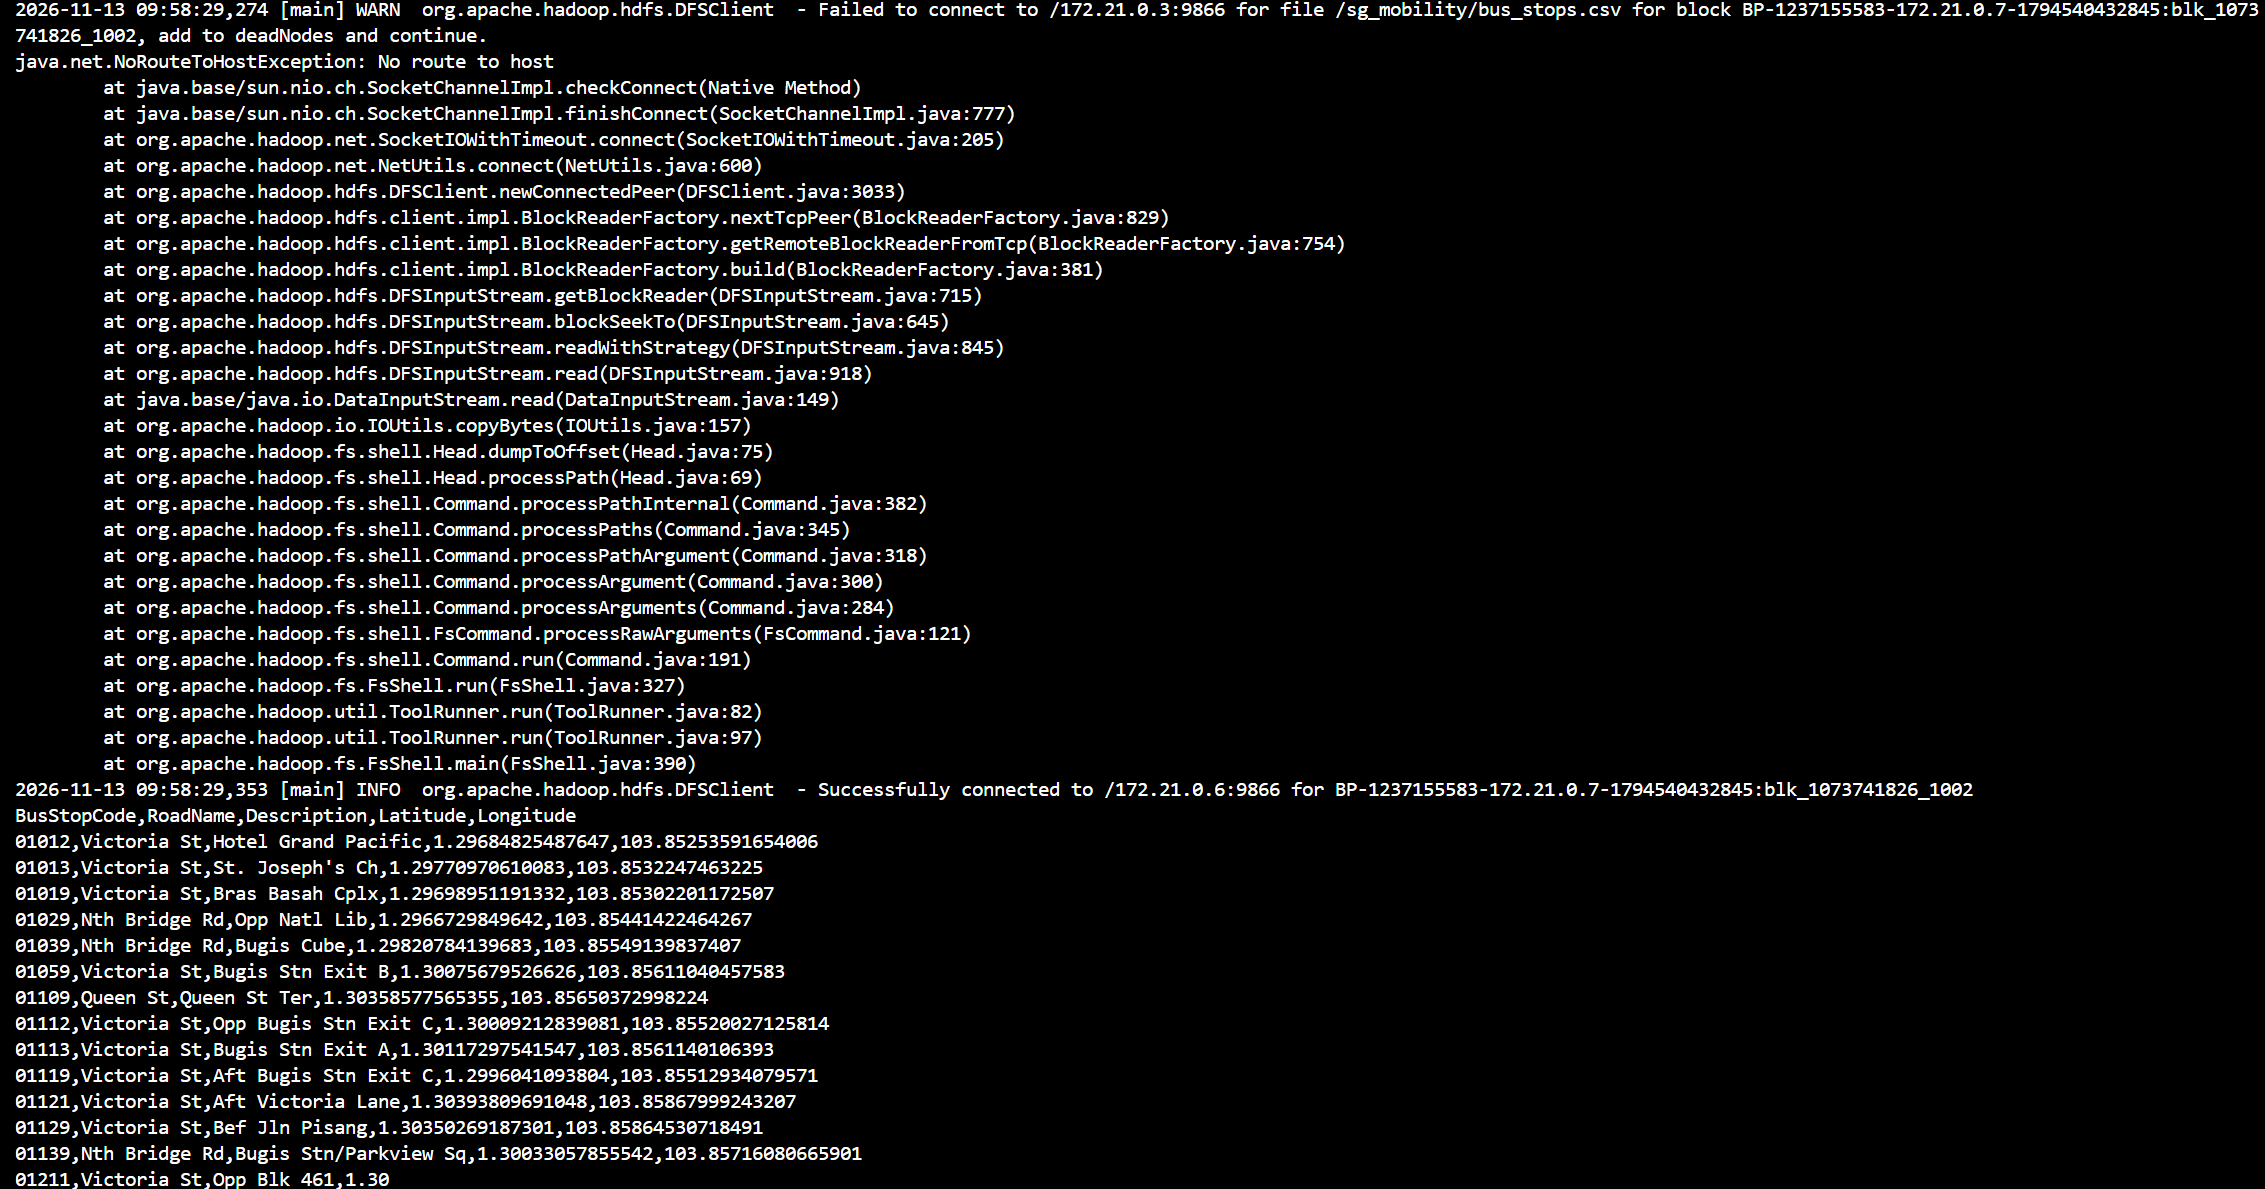 2026-11-13 09:58:29,274 [main] WARN  org.apache.hadoop.hdfs.DFSClient  - Failed to connect to /172.21.0.3:9866 for file /sg_mobility/bus_stops.csv for block BP-1237155583-172.21.0.7-1794540432845:blk_1073
741826_1002, add to deadNodes and continue.
java.net.NoRouteToHostException: No route to host
        at java.base/sun.nio.ch.SocketChannelImpl.checkConnect(Native Method)
        at java.base/sun.nio.ch.SocketChannelImpl.finishConnect(SocketChannelImpl.java:777)
        at org.apache.hadoop.net.SocketIOWithTimeout.connect(SocketIOWithTimeout.java:205)
        at org.apache.hadoop.net.NetUtils.connect(NetUtils.java:600)
        at org.apache.hadoop.hdfs.DFSClient.newConnectedPeer(DFSClient.java:3033)
        at org.apache.hadoop.hdfs.client.impl.BlockReaderFactory.nextTcpPeer(BlockReaderFactory.java:829)
        at org.apache.hadoop.hdfs.client.impl.BlockReaderFactory.getRemoteBlockReaderFromTcp(BlockReaderFactory.java:754)
        at org.apache.hadoop.hdfs.client.impl.BlockReaderFactory.build(BlockReaderFactory.java:381)
        at org.apache.hadoop.hdfs.DFSInputStream.getBlockReader(DFSInputStream.java:715)
        at org.apache.hadoop.hdfs.DFSInputStream.blockSeekTo(DFSInputStream.java:645)
        at org.apache.hadoop.hdfs.DFSInputStream.readWithStrategy(DFSInputStream.java:845)
        at org.apache.hadoop.hdfs.DFSInputStream.read(DFSInputStream.java:918)
        at java.base/java.io.DataInputStream.read(DataInputStream.java:149)
        at org.apache.hadoop.io.IOUtils.copyBytes(IOUtils.java:157)
        at org.apache.hadoop.fs.shell.Head.dumpToOffset(Head.java:75)
        at org.apache.hadoop.fs.shell.Head.processPath(Head.java:69)
        at org.apache.hadoop.fs.shell.Command.processPathInternal(Command.java:382)
        at org.apache.hadoop.fs.shell.Command.processPaths(Command.java:345)
        at org.apache.hadoop.fs.shell.Command.processPathArgument(Command.java:318)
        at org.apache.hadoop.fs.shell.Command.processArgument(Command.java:300)
        at org.apache.hadoop.fs.shell.Command.processArguments(Command.java:284)
        at org.apache.hadoop.fs.shell.FsCommand.processRawArguments(FsCommand.java:121)
        at org.apache.hadoop.fs.shell.Command.run(Command.java:191)
        at org.apache.hadoop.fs.FsShell.run(FsShell.java:327)
        at org.apache.hadoop.util.ToolRunner.run(ToolRunner.java:82)
        at org.apache.hadoop.util.ToolRunner.run(ToolRunner.java:97)
        at org.apache.hadoop.fs.FsShell.main(FsShell.java:390)
2026-11-13 09:58:29,353 [main] INFO  org.apache.hadoop.hdfs.DFSClient  - Successfully connected to /172.21.0.6:9866 for BP-1237155583-172.21.0.7-1794540432845:blk_1073741826_1002
BusStopCode,RoadName,Description,Latitude,Longitude
01012,Victoria St,Hotel Grand Pacific,1.29684825487647,103.85253591654006
01013,Victoria St,St. Joseph's Ch,1.29770970610083,103.8532247463225
01019,Victoria St,Bras Basah Cplx,1.29698951191332,103.85302201172507
01029,Nth Bridge Rd,Opp Natl Lib,1.2966729849642,103.85441422464267
01039,Nth Bridge Rd,Bugis Cube,1.29820784139683,103.85549139837407
01059,Victoria St,Bugis Stn Exit B,1.30075679526626,103.85611040457583
01109,Queen St,Queen St Ter,1.30358577565355,103.85650372998224
01112,Victoria St,Opp Bugis Stn Exit C,1.30009212839081,103.85520027125814
01113,Victoria St,Bugis Stn Exit A,1.30117297541547,103.8561140106393
01119,Victoria St,Aft Bugis Stn Exit C,1.2996041093804,103.85512934079571
01121,Victoria St,Aft Victoria Lane,1.30393809691048,103.85867999243207
01129,Victoria St,Bef Jln Pisang,1.30350269187301,103.85864530718491
01139,Nth Bridge Rd,Bugis Stn/Parkview Sq,1.30033057855542,103.85716080665901
01211,Victoria St,Opp Blk 461,1.30